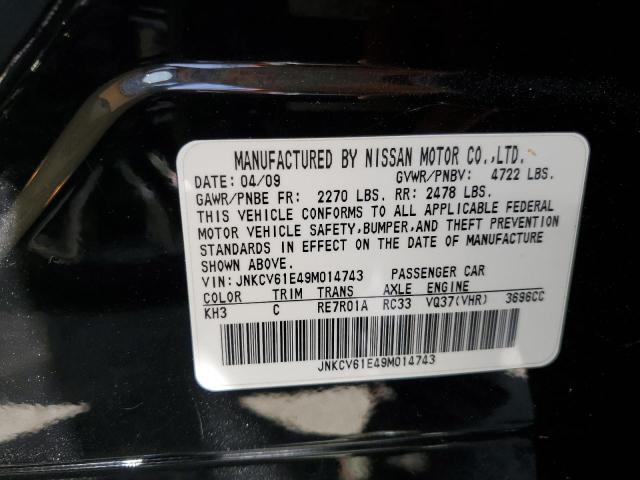 MANUFACTURED BY NISSAN MOTOR CO.,LTD.
DATE: 04/09 GVWR/PNBV: 4722 LBS.
GAWR/PNBE FR: 2270 LBS. RR: 2478 LBS.
THIS VEHICLE CONFORMS TO ALL APPLICABLE FEDERAL
MOTOR VEHICLE SAFETY,BUMPER,AND THEFT PREVENTION
STANDARDS IN EFFECT ON THE DATE OF MANUFACTURE
SHOWN ABOVE.
VIN: JNKCV61E49M014743 PASSENGER CAR
COLOR TRIM TRANS AXLE ENGINE
KH3 C RE7R01A RC33 VQ37(VHR) 3696CC
JNKCV61E49M014743